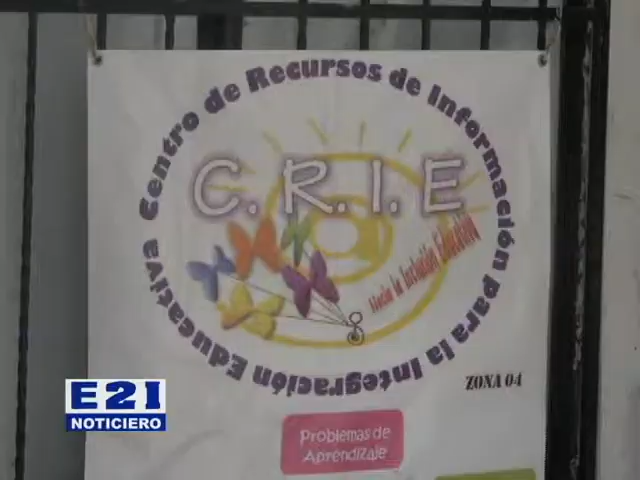 Centro de Recursos de Información para la Integración Educativa
C.R.I.E
Hacia la Inclusión Educativa
ZONA 04
E21
NOTICIERO
Problemas de
Aprendizaje